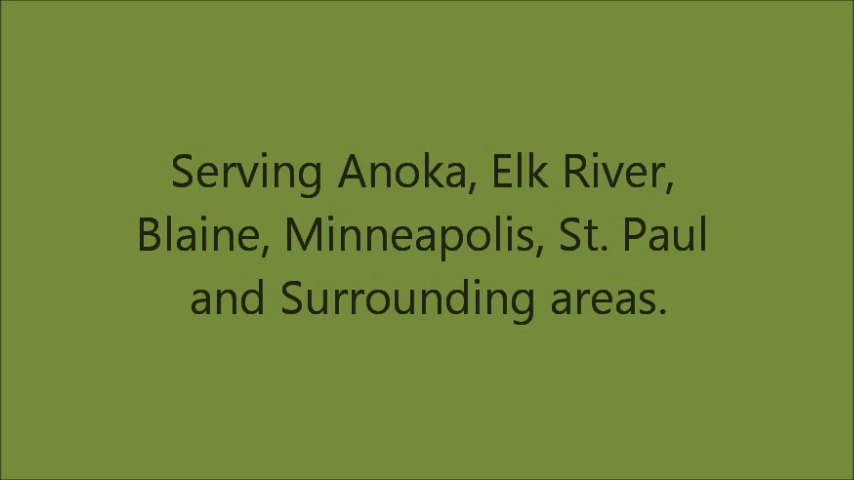 Serving Anoka, Elk River,
Blaine, Minneapolis, St. Paul
and Surrounding areas.